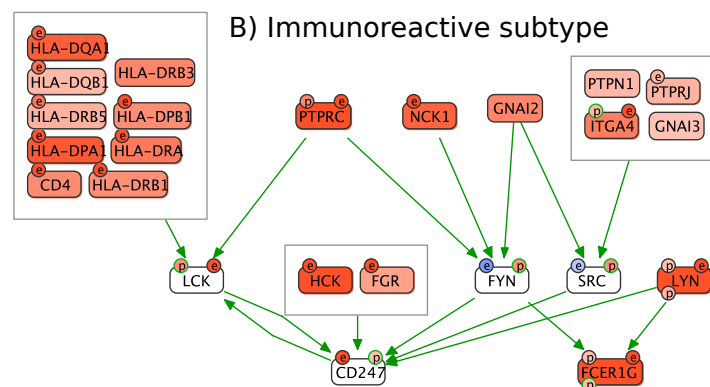 B) Immunoreactive subtype
e
HLA-DQA1
e
HLA-DQB1
HLA-DRB3
e
HLA-DRB5
e
HLA-DPB1
e
HLA-DPA1
e
HLA-DRA
e
CD4
e
HLA-DRB1
p e
PTPRC
e
NCK1
GNAI2
PTPN1
e
PTPRJ
p e
ITGA4
GNAI3
p e
LCK
e
HCK
e
FGR
e p
FYN
e p
SRC
p e
LYN
p
e p
CD247
p e
FCER1G
p